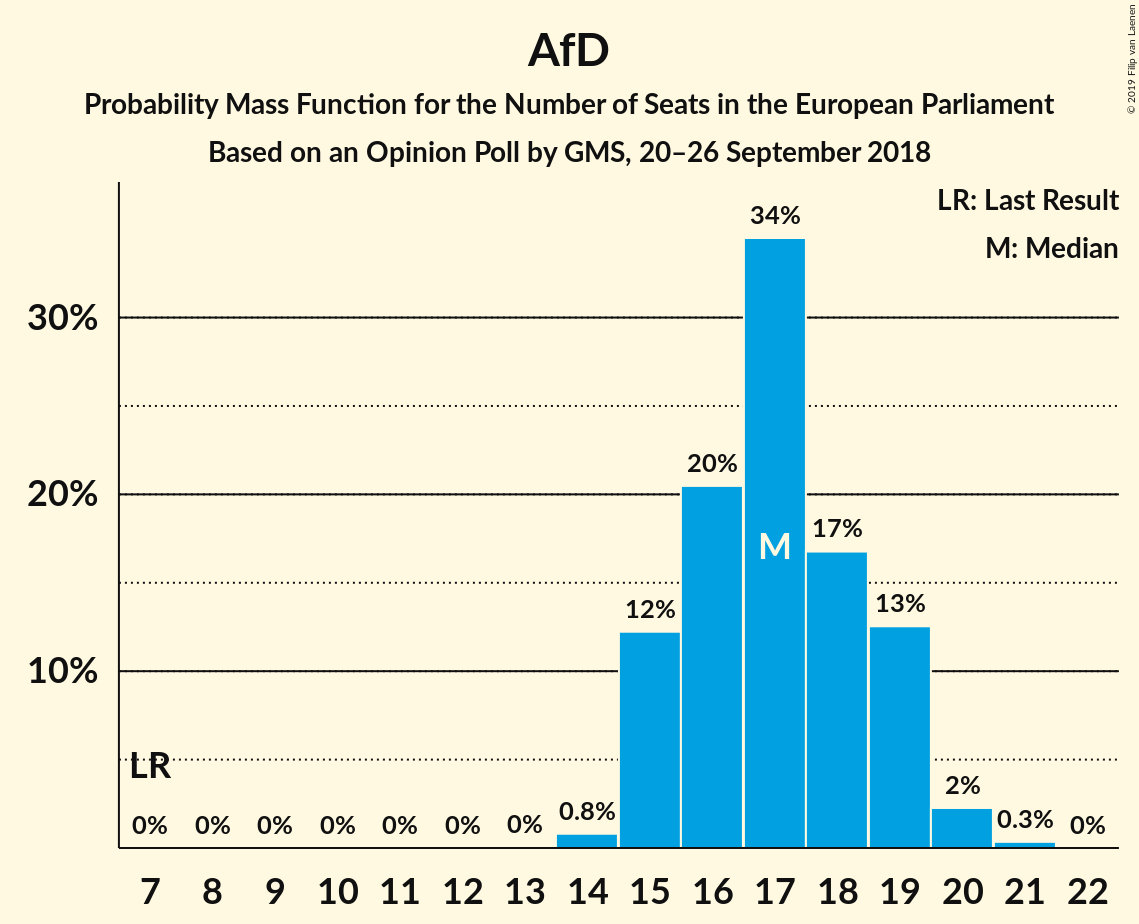 AfD
Probability Mass Function for the Number of Seats in the European Parliament
Based on an Opinion Poll by GMS, 20–26 September 2018
© 2019 Filip van Laenen
LR: Last Result
M: Median
34%
30%
20%
20%
M
17%
12%
13%
10%
LR
0%
0%
0%
0%
0%
0%
0%
0.8%
2%
0.3%
0%
7 8 9 10 11 12 13 14 15 16 17 18 19 20 21 22